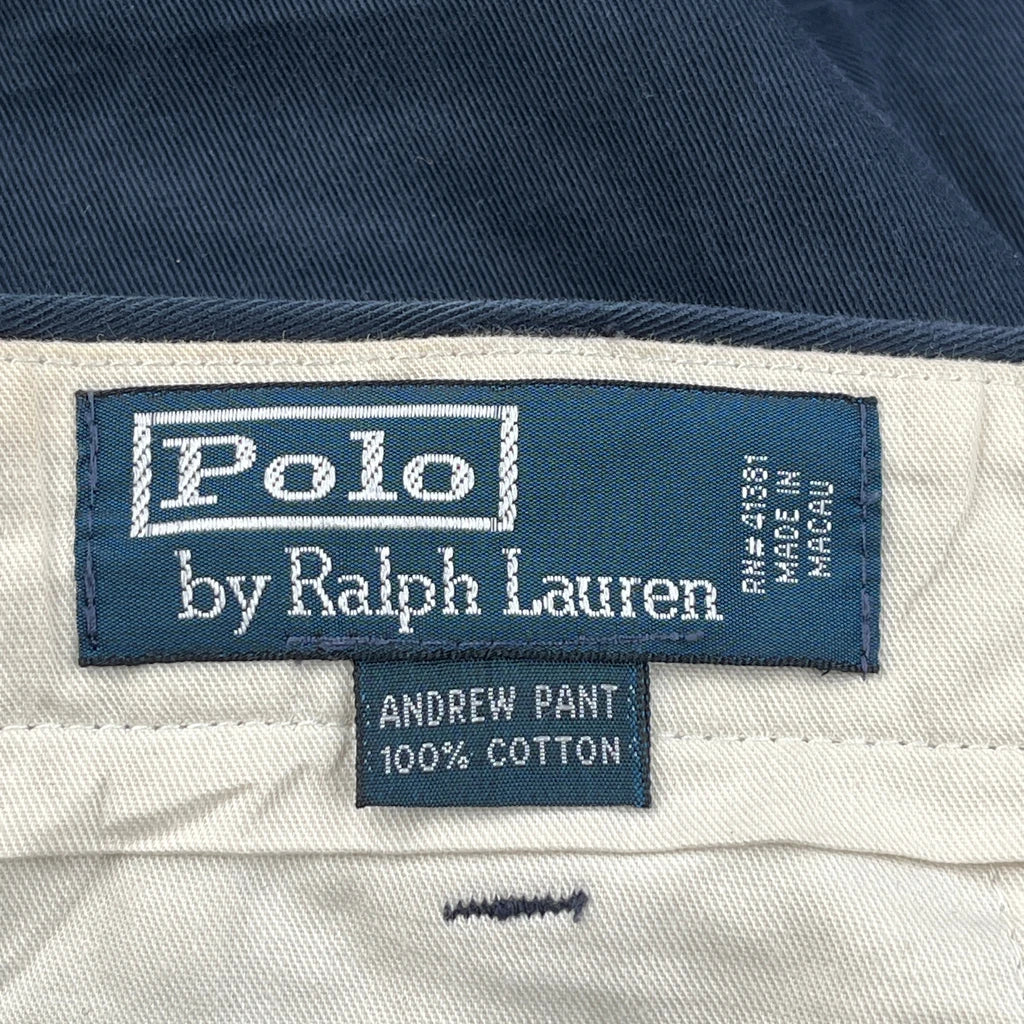 Polo
by Ralph Lauren
RN# 41381
MADE IN
MACAU
ANDREW PANT
100% COTTON